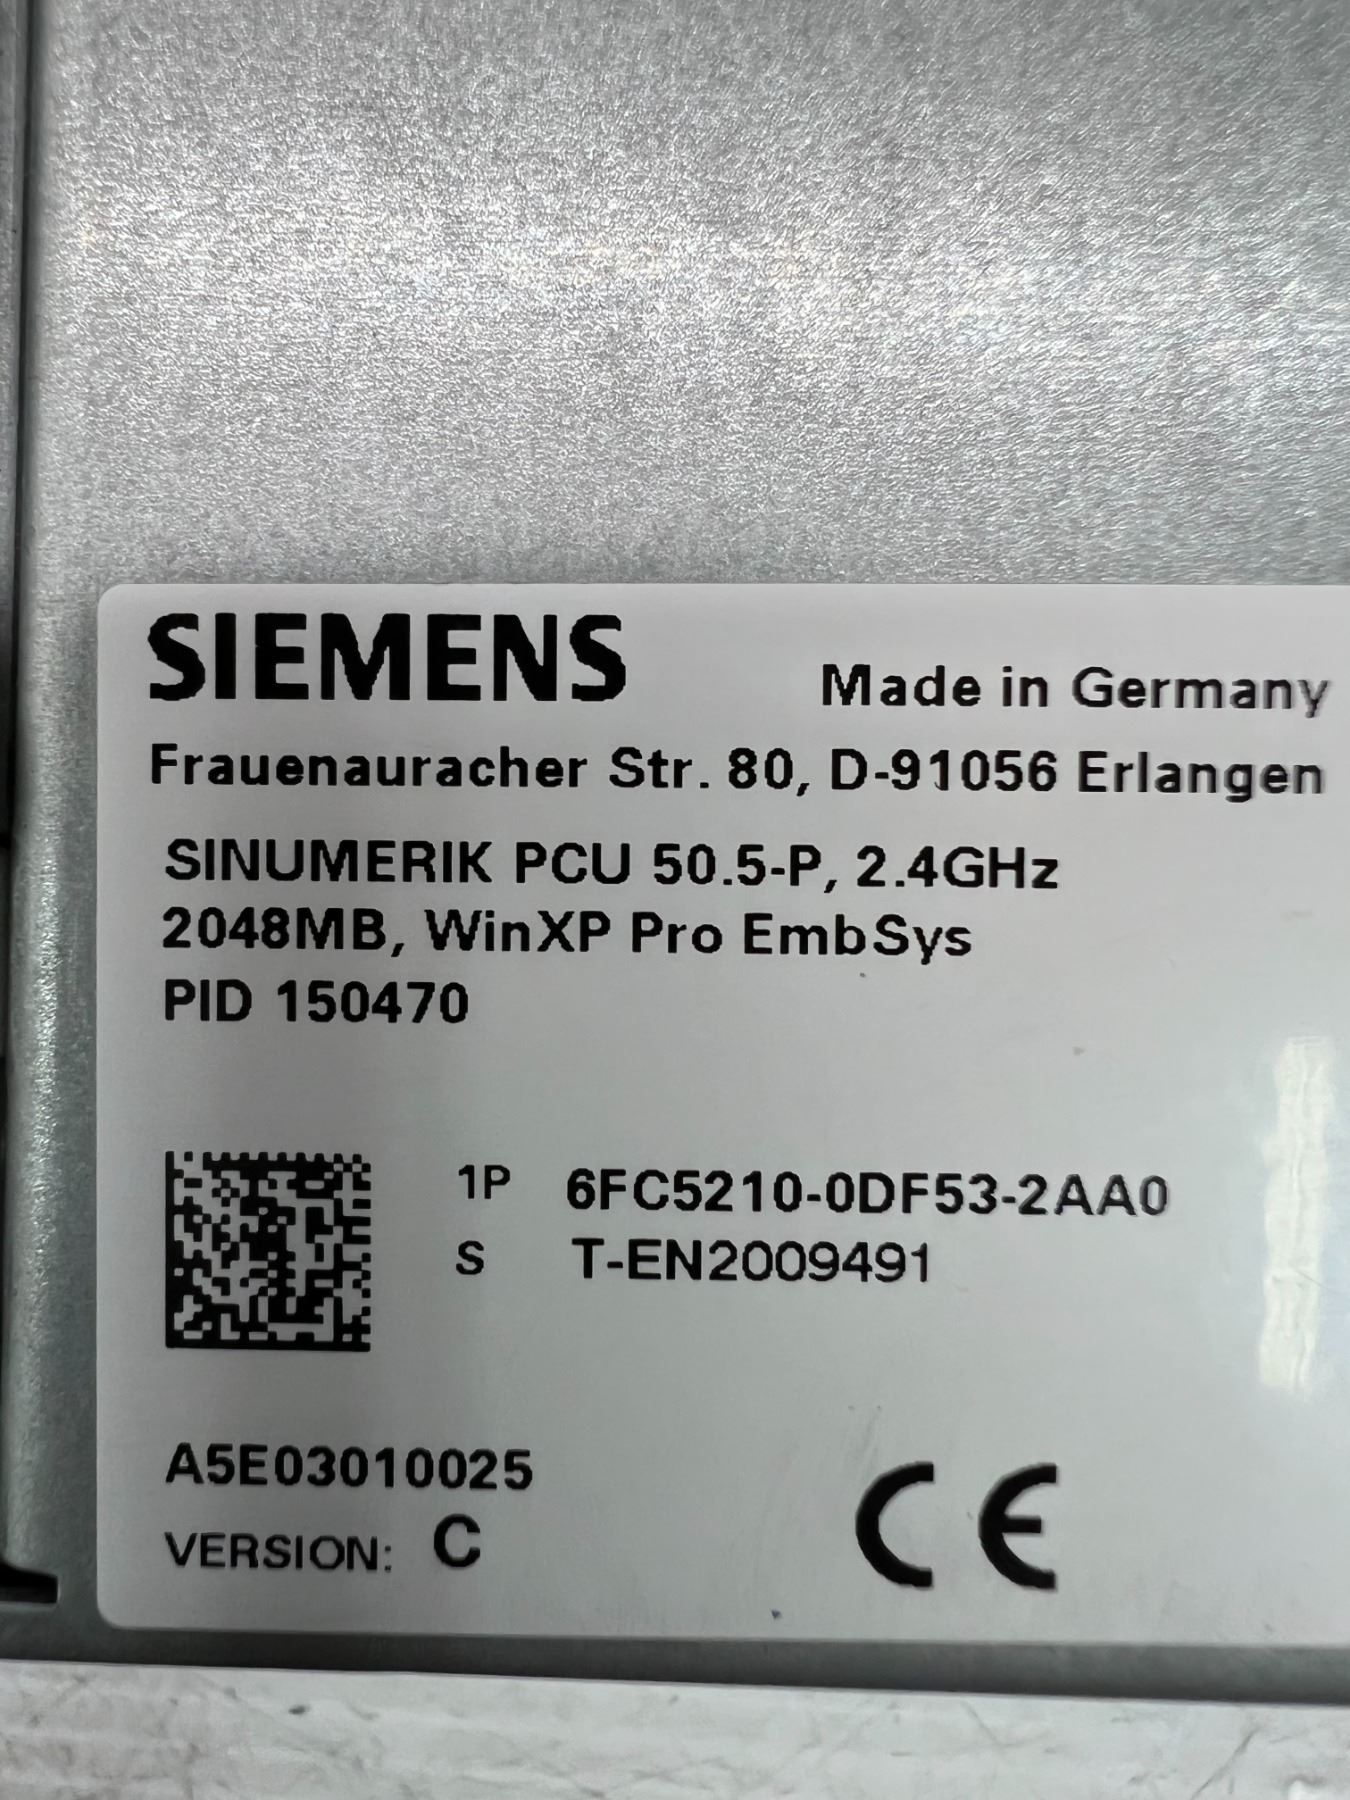 SIEMENS
Made in Germany
Frauenauracher Str. 80, D-91056 Erlangen
SINUMERIK PCU 50.5-P, 2.4GHz
2048MB, WinXP Pro EmbSys
PID 150470
1P 6FC5210-0DF53-2AA0
S T-EN2009491
A5E03010025
VERSION: C
CE